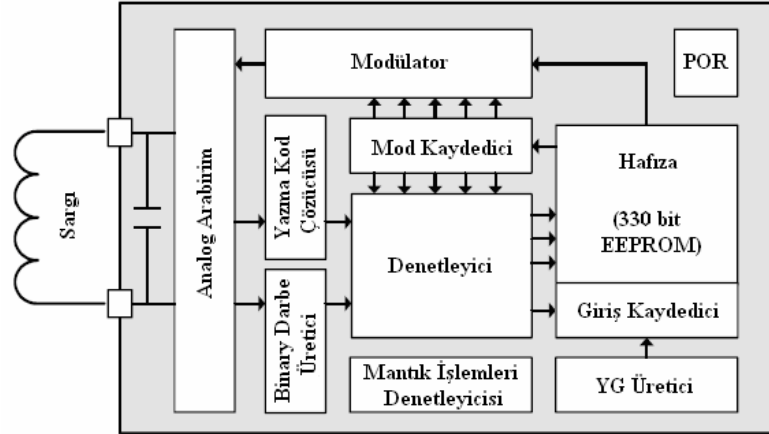 Modülator
POR
Sargı
Analog Arabirim
Yazma Kod
Çözücüsü
Mod Kaydedici
Hafıza
(330 bit
EEPROM)
Denetleyici
Binary Darbe
Üretici
Giriş Kaydedici
Mantık İşlemleri
Denetleyicisi
YG Üretici